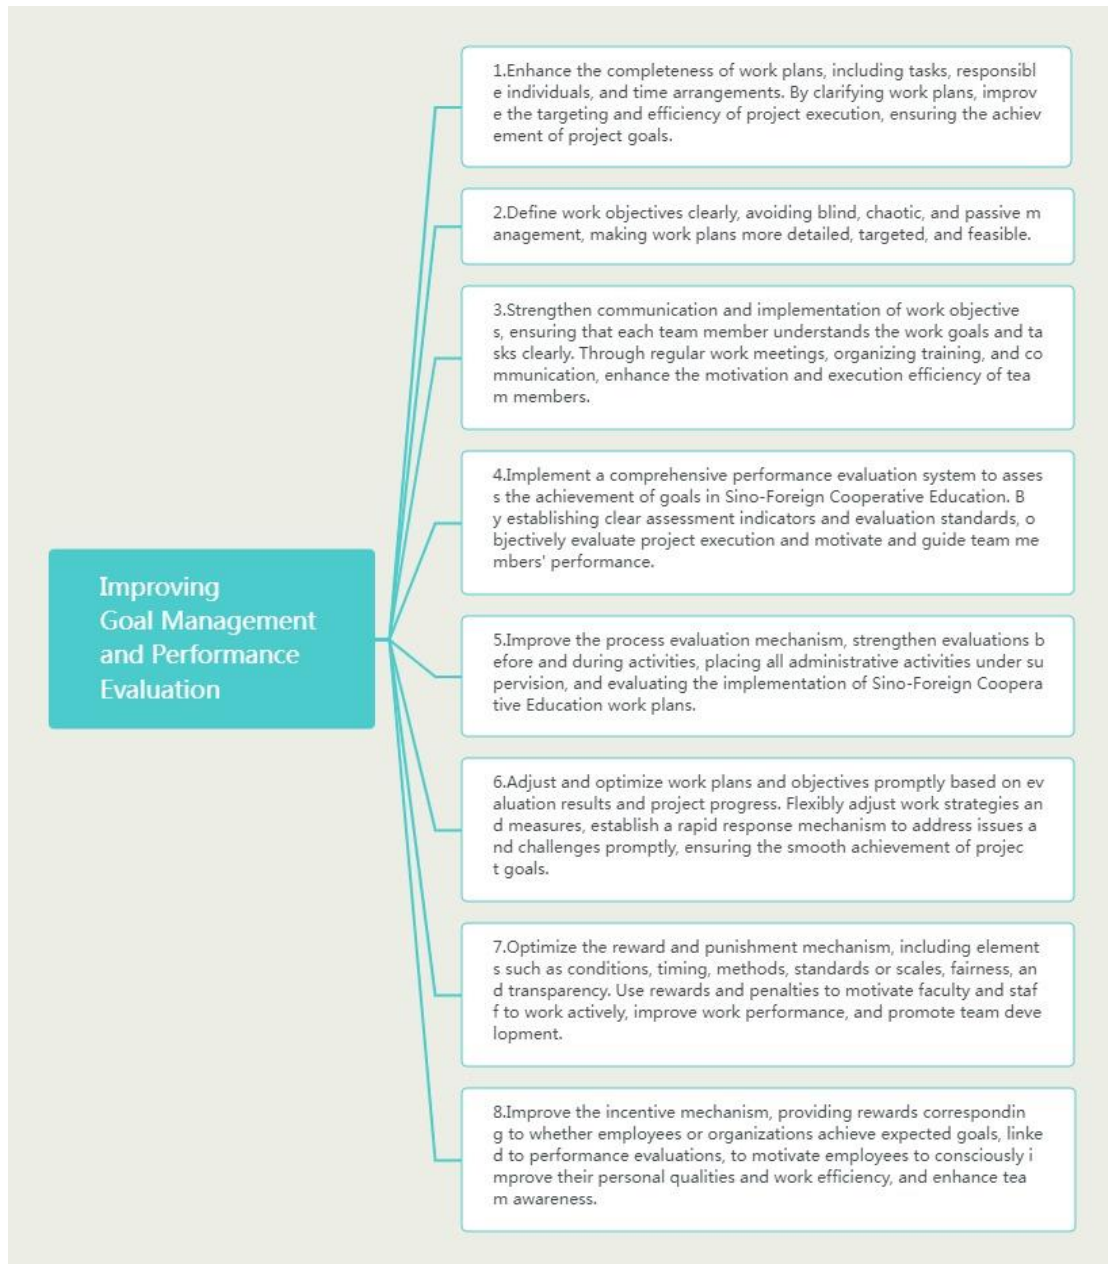 1.Enhance the completeness of work plans, including tasks, responsibl
e individuals, and time arrangements. By clarifying work plans, improv
e the targeting and efficiency of project execution, ensuring the achiev
ement of project goals.
2.Define work objectives clearly, avoiding blind, chaotic, and passive m
anagement, making work plans more detailed, targeted, and feasible.
3.Strengthen communication and implementation of work objective
s, ensuring that each team member understands the work goals and ta
sks clearly. Through regular work meetings, organizing training, and co
mmunication, enhance the motivation and execution efficiency of tea
m members.
4.Implement a comprehensive performance evaluation system to asses
s the achievement of goals in Sino-Foreign Cooperative Education. B
y establishing clear assessment indicators and evaluation standards, o
bjectively evaluate project execution and motivate and guide team me
mbers' performance.
Improving
Goal Management
and Performance
Evaluation
5.Improve the process evaluation mechanism, strengthen evaluations b
efore and during activities, placing all administrative activities under su
pervision, and evaluating the implementation of Sino-Foreign Coopera
tive Education work plans.
6.Adjust and optimize work plans and objectives promptly based on ev
aluation results and project progress. Flexibly adjust work strategies an
d measures, establish a rapid response mechanism to address issues a
nd challenges promptly, ensuring the smooth achievement of projec
t goals.
7.Optimize the reward and punishment mechanism, including element
s such as conditions, timing, methods, standards or scales, fairness, an
d transparency. Use rewards and penalties to motivate faculty and staf
f to work actively, improve work performance, and promote team deve
lopment.
8.Improve the incentive mechanism, providing rewards correspondin
g to whether employees or organizations achieve expected goals, linke
d to performance evaluations, to motivate employees to consciously i
mprove their personal qualities and work efficiency, and enhance tea
m awareness.